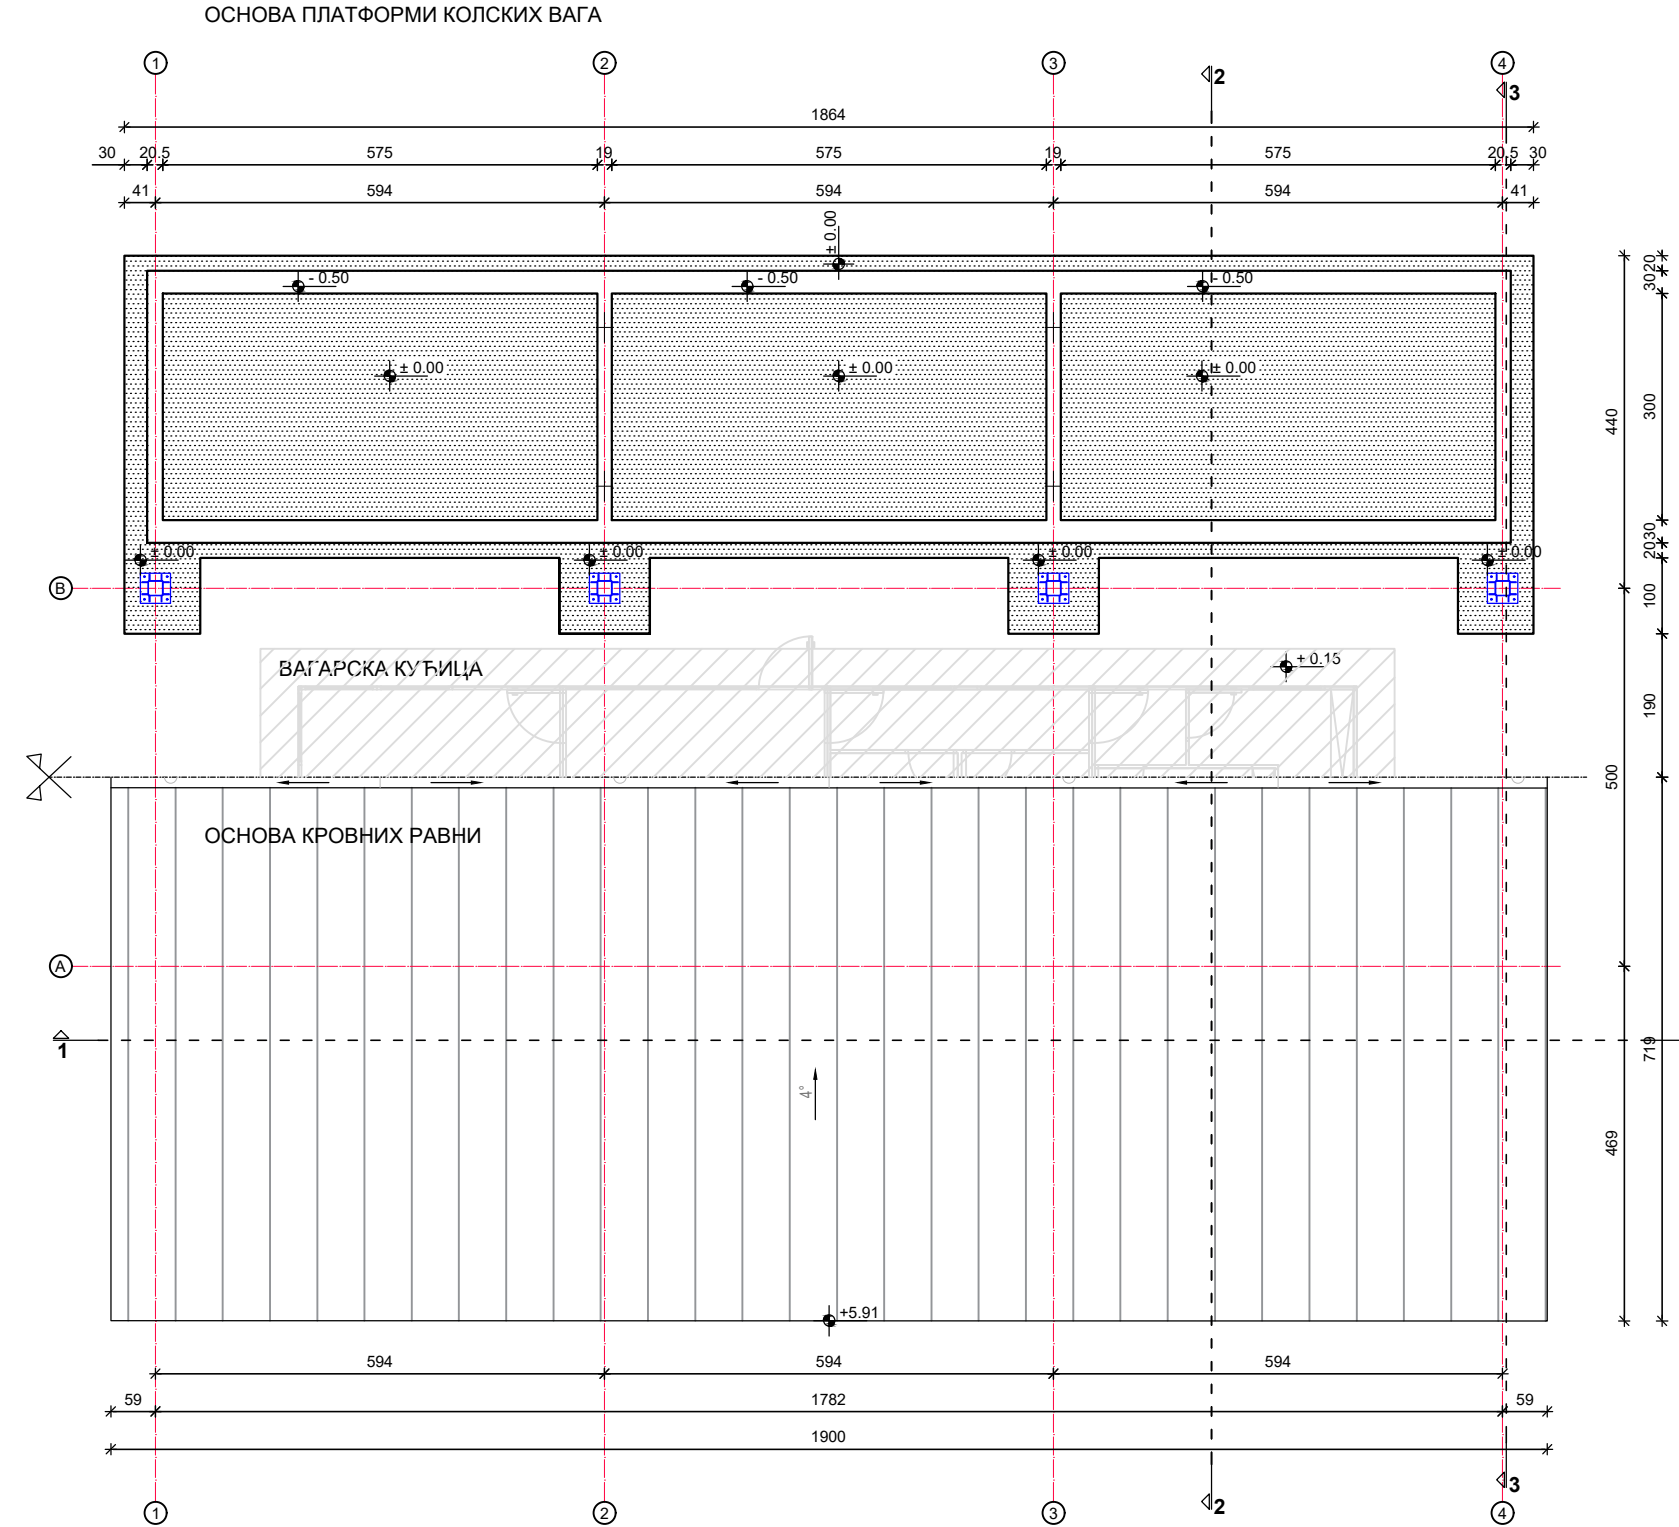 ОСНОВА ПЛАТФОРМИ КОЛСКИХ ВАГА
1 2 3 2 4 3
1864
30 20.5 575 19 575 19 575 20.5 30
41 594 594 594 41
± 0.00
- 0.50 - 0.50 - 0.50
20
30
± 0.00 ± 0.00 ± 0.00
300
440
30
20
± 0.00 ± 0.00 ± 0.00 ± 0.00
B
100
ВАГАРСКА КУЋИЦА
+ 0.15
190
500
ОСНОВА КРОВНИХ РАВНИ
A
1
719
4°
469
+5.91
594 594 594
59 1782 59
1900
1 2 3 2 4 3